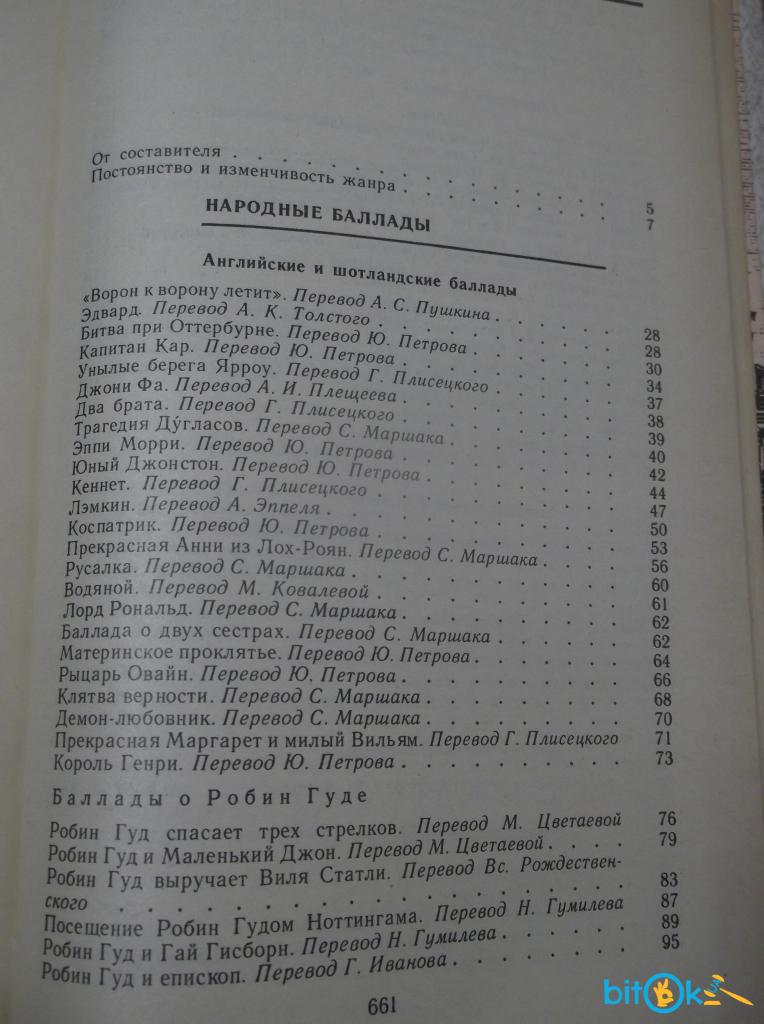 От составителя . . . . . . . . . . . . . . . 5
Постоянство и изменчивость жанра . . . . . . . . . . 7
НАРОДНЫЕ БАЛЛАДЫ
Английские и шотландские баллады
«Ворон к ворону летит». Перевод А. С. Пушкина . . . . . 28
Эдвард. Перевод А. К. Толстого . . . . . . . . . . 28
Битва при Оттербурне. Перевод Ю. Петрова . . . . . . 30
Капитан Кар. Перевод Ю. Петрова . . . . . . . . . 34
Унылые берега Ярроу. Перевод Г. Плисецкого . . . . . 37
Джони Фа. Перевод А. И. Плещеева . . . . . . . . 38
Два брата. Перевод Г. Плисецкого . . . . . . . . . 39
Трагедия Ду́гласов. Перевод С. Маршака . . . . . . . 40
Эппи Морри. Перевод Ю. Петрова . . . . . . . . . 42
Юный Джонстон. Перевод Ю. Петрова . . . . . . . . 44
Кеннет. Перевод Г. Плисецкого . . . . . . . . . . 47
Лэмкин. Перевод А. Эппеля . . . . . . . . . . . 50
Коспатрик. Перевод Ю. Петрова . . . . . . . . . . 53
Прекрасная Анни из Лох-Роян. Перевод С. Маршака . . . . 56
Русалка. Перевод С. Маршака . . . . . . . . . . . 60
Водяной. Перевод М. Ковалевой . . . . . . . . . . 61
Лорд Рональд. Перевод С. Маршака . . . . . . . . . 62
Баллада о двух сестрах. Перевод С. Маршака . . . . . . 62
Материнское проклятье. Перевод Ю. Петрова . . . . . . 64
Рыцарь Овайн. Перевод Ю. Петрова . . . . . . . . . 66
Клятва верности. Перевод С. Маршака . . . . . . . . 68
Демон-любовник. Перевод С. Маршака . . . . . . . . 70
Прекрасная Маргарет и милый Вильям. Перевод Г. Плисецкого 71
Король Генри. Перевод Ю. Петрова . . . . . . . . . 73
Баллады о Робин Гуде
Робин Гуд спасает трех стрелков. Перевод М. Цветаевой 76
Робин Гуд и Маленький Джон. Перевод М. Цветаевой . . . . 79
Робин Гуд выручает Виля Статли. Перевод Вс. Рождествен-
ского . . . . . . . . . . . . . . . . . 83
Посещение Робин Гудом Ноттингама. Перевод Н. Гумилева 87
Робин Гуд и Гай Гисборн. Перевод Н. Гумилева . . . . . 89
Робин Гуд и епископ. Перевод Г. Иванова . . . . . . . 95
661
bitOk UA